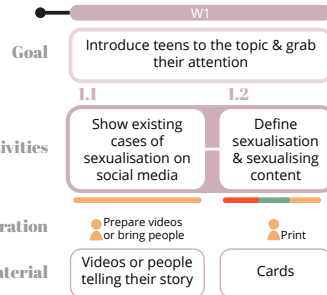 W1
Goal
Introduce teens to the topic & grab
their attention
1.1
1.2
Show existing
cases of
sexualisation on
social media
Define
sexualisation
& sexualising
content
tivities
ration
Prepare videos
or bring people
Print
aterial
Videos or people
telling their story
Cards